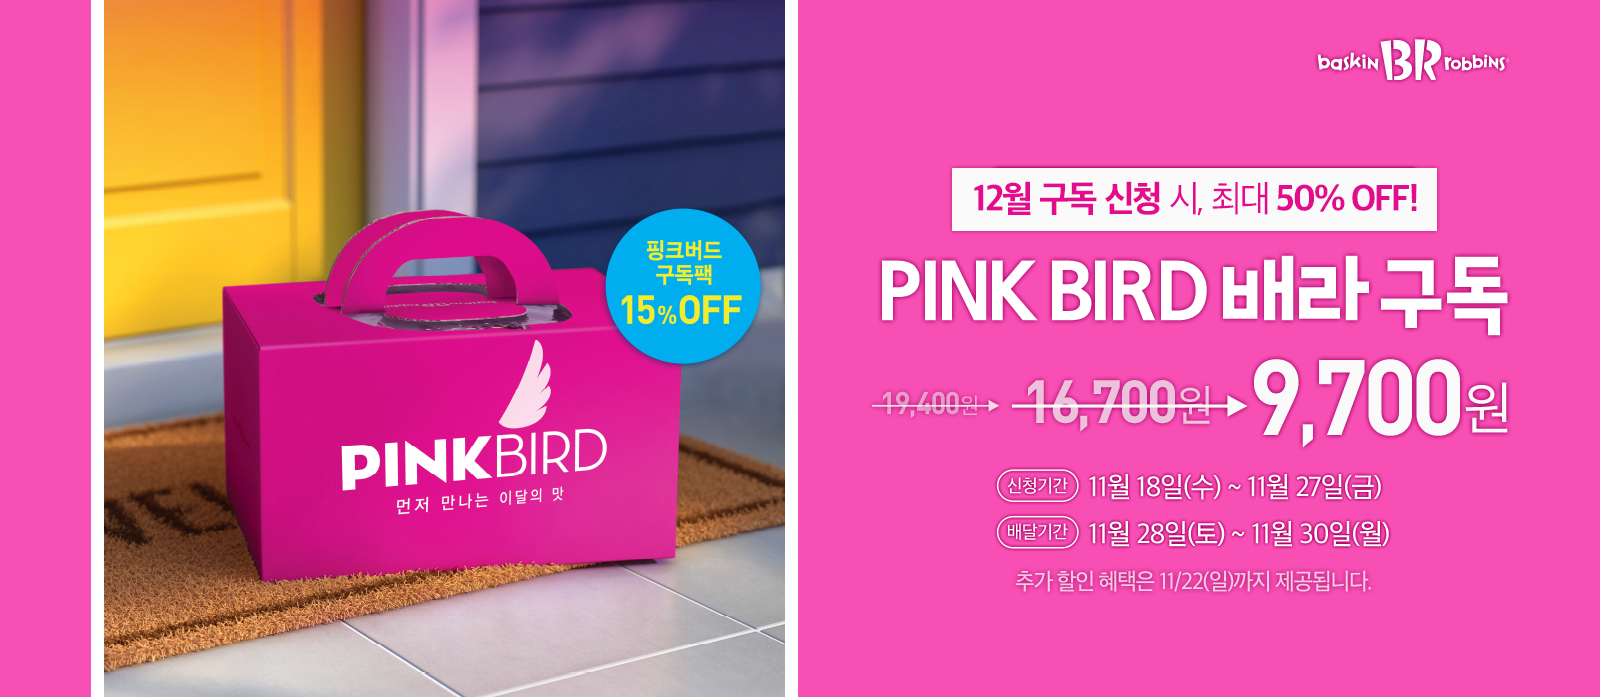 baskin BR robbins
12월 구독 신청 시, 최대 50% OFF!
PINK BIRD 배라 구독
19,400원 16,700원 9,700원
신청기간 11월 18일(수) ~ 11월 27일(금)
배달기간 11월 28일(토) ~ 11월 30일(월)
추가 할인 혜택은 11/22(일)까지 제공됩니다.
핑크버드
구독팩
15%OFF
PINKBIRD
먼저 만나는 이달의 맛